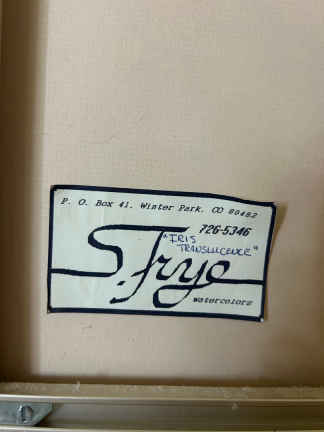 P. O. Box 41, Winter Park, CO 80482
726-5346
"IRIS
TRANSLUCENCE"
S. Frye
Watercolors